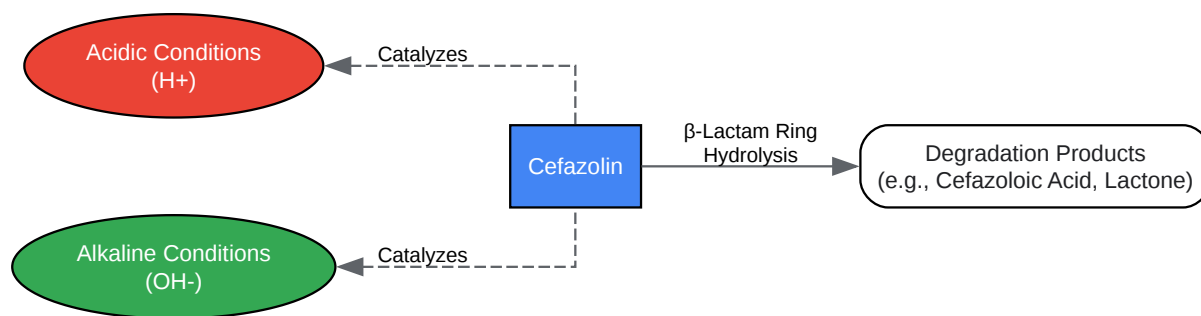 Acidic Conditions
(H+)
Catalyzes
Cefazolin
β-Lactam Ring
Hydrolysis
Degradation Products
(e.g., Cefazoloic Acid, Lactone)
Alkaline Conditions
(OH-)
Catalyzes